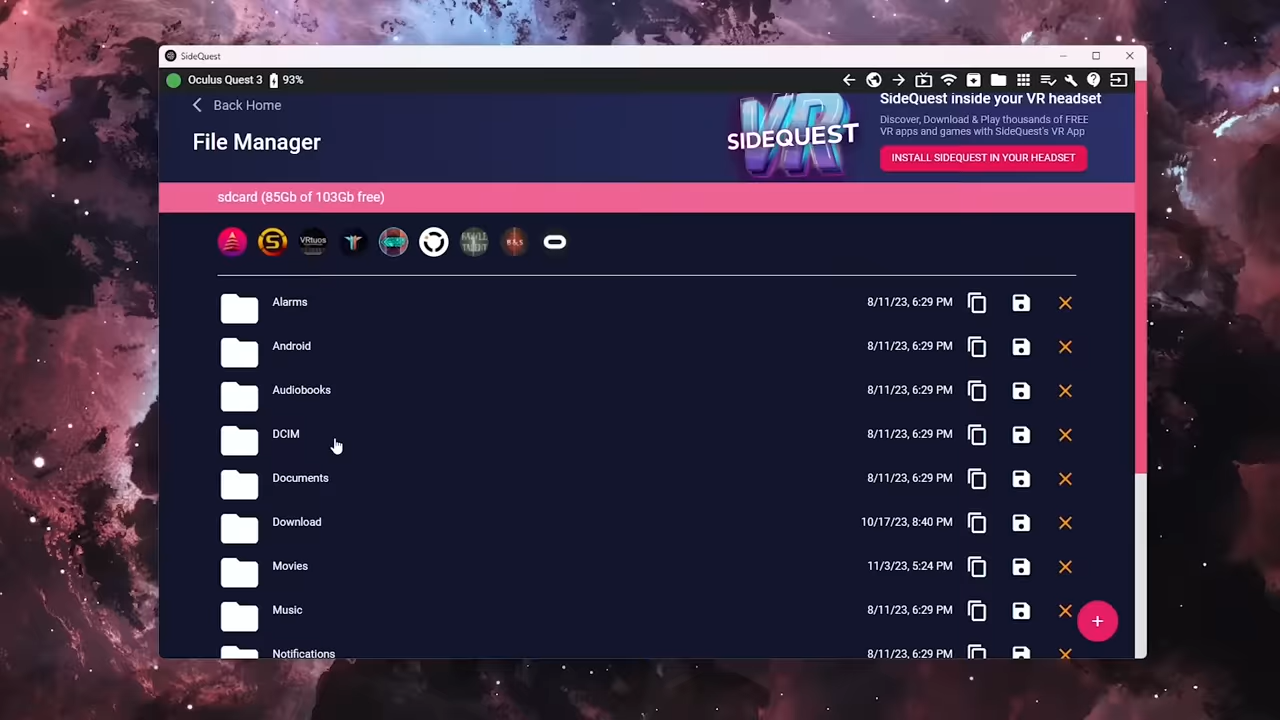 SideQuest
Oculus Quest 3 93%
Back Home
File Manager
VR
SIDEQUEST
SideQuest inside your VR headset
Discover, Download & Play thousands of FREE
VR apps and games with SideQuest's VR App
INSTALL SIDEQUEST IN YOUR HEADSET
sdcard (85Gb of 103Gb free)
S
VRtuos
B&S
Alarms 8/11/23, 6:29 PM
Android 8/11/23, 6:29 PM
Audiobooks 8/11/23, 6:29 PM
DCIM 8/11/23, 6:29 PM
Documents 8/11/23, 6:29 PM
Download 10/17/23, 8:40 PM
Movies 11/3/23, 5:24 PM
Music 8/11/23, 6:29 PM
Notifications 8/11/23, 6:29 PM